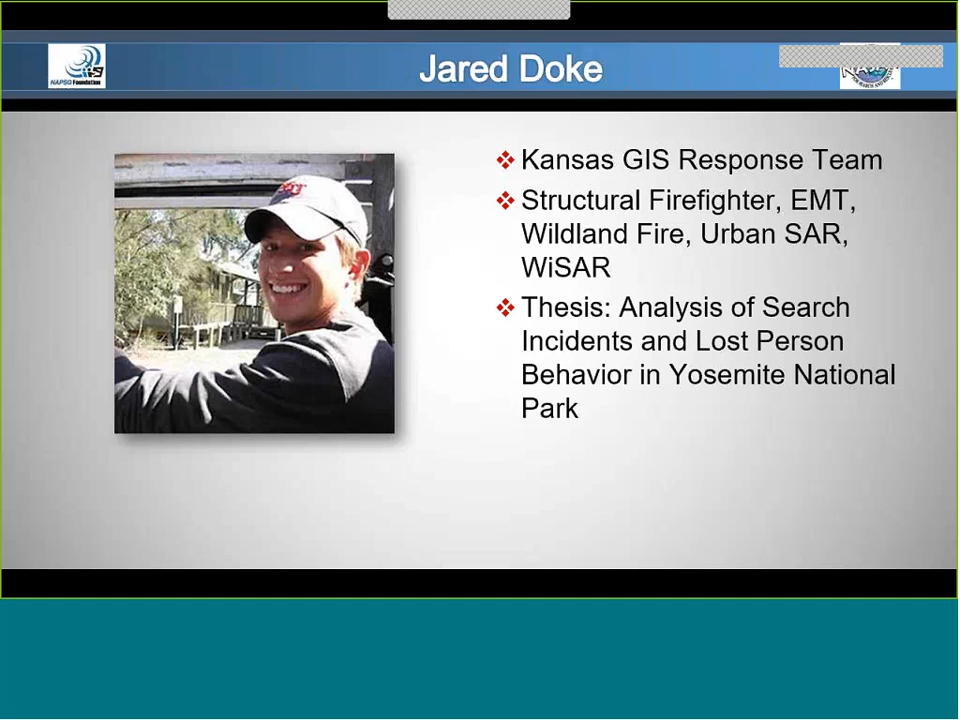 Jared Doke
NAPSG Foundation
Kansas GIS Response Team
Structural Firefighter, EMT,
Wildland Fire, Urban SAR,
WiSAR
Thesis: Analysis of Search
Incidents and Lost Person
Behavior in Yosemite National
Park